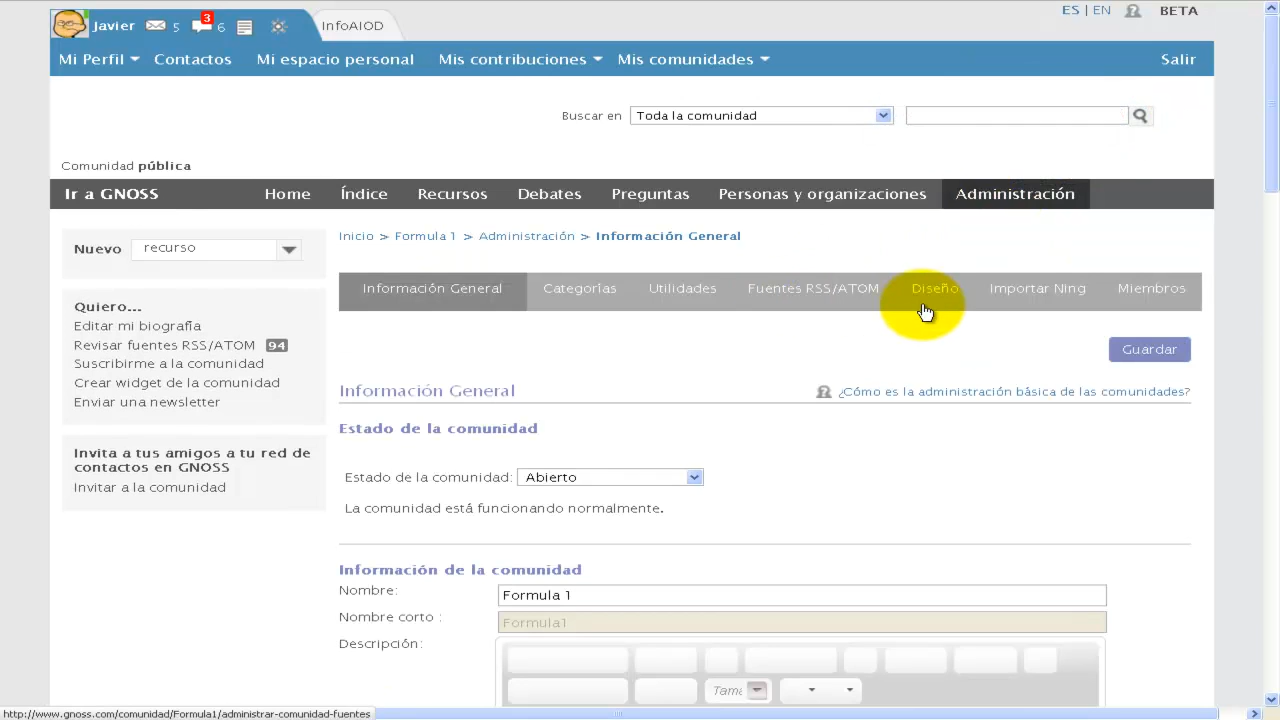 Javier 5 3 6 InfoAIOD ES | EN BETA
Mi Perfil Contactos Mi espacio personal Mis contribuciones Mis comunidades Salir
Buscar en Toda la comunidad
Comunidad pública
Ir a GNOSS Home Índice Recursos Debates Preguntas Personas y organizaciones Administración
Nuevo recurso
Inicio > Formula 1 > Administración > Información General
Información General Categorías Utilidades Fuentes RSS/ATOM Diseño Importar Ning Miembros
Quiero...
Editar mi biografía
Revisar fuentes RSS/ATOM 94
Suscribirme a la comunidad
Crear widget de la comunidad
Enviar una newsletter
Invita a tus amigos a tu red de
contactos en GNOSS
Invitar a la comunidad
Guardar
Información General ¿Cómo es la administración básica de las comunidades?
Estado de la comunidad
Estado de la comunidad: Abierto
La comunidad está funcionando normalmente.
Información de la comunidad
Nombre: Formula 1
Nombre corto : Formula1
Descripción:
Tama
http://www.gnoss.com/comunidad/Formula1/administrar-comunidad-fuentes